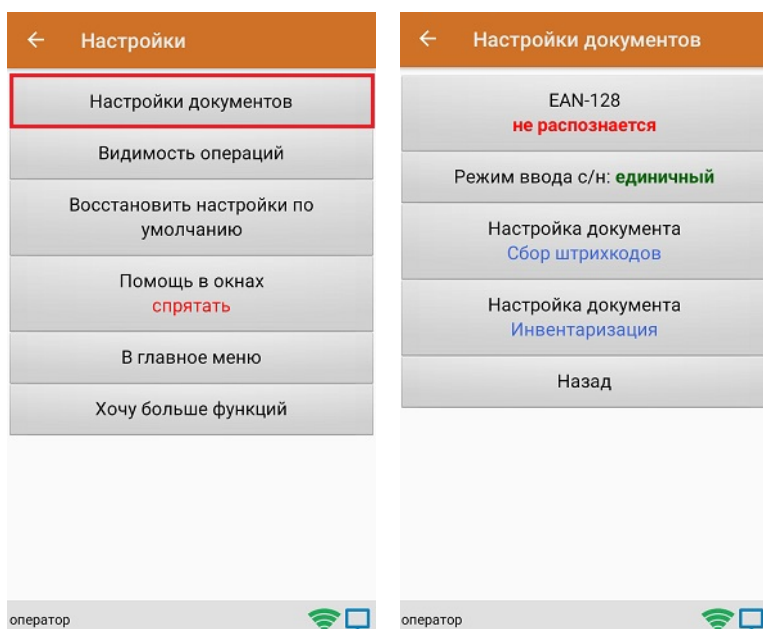 Настройки
Настройки документов
Видимость операций
Восстановить настройки по
умолчанию
Помощь в окнах
спрятать
В главное меню
Хочу больше функций
оператор
Настройки документов
EAN-128
не распознается
Режим ввода с/н: единичный
Настройка документа
Сбор штрихкодов
Настройка документа
Инвентаризация
Назад
оператор